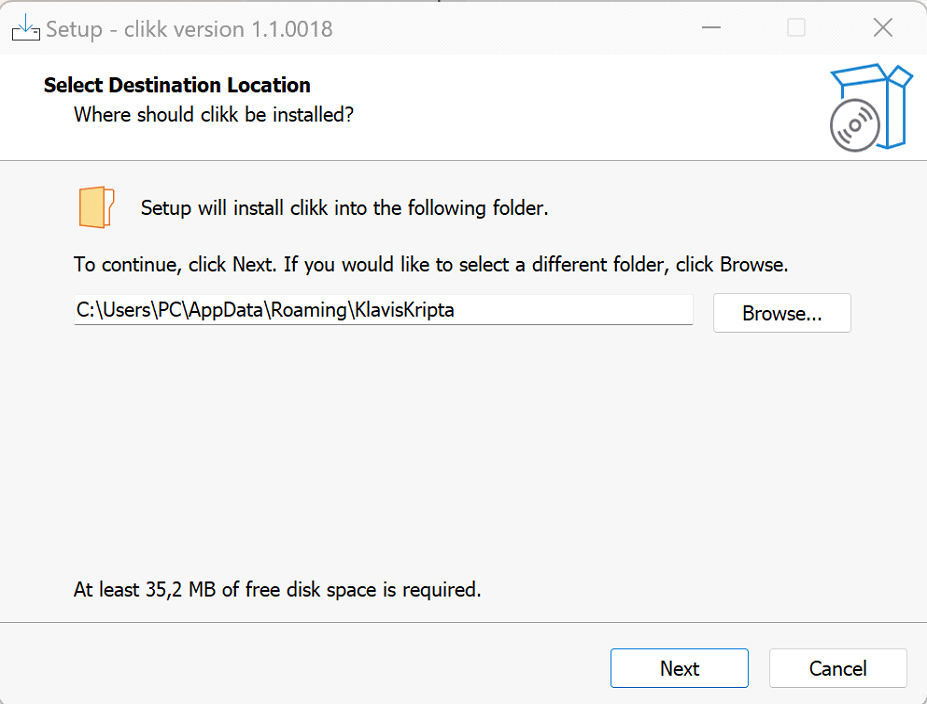 Setup - clikk version 1.1.0018
Select Destination Location
Where should clikk be installed?
Setup will install clikk into the following folder.
To continue, click Next. If you would like to select a different folder, click Browse.
C:\Users\PC\AppData\Roaming\KlavisKripta
Browse...
At least 35,2 MB of free disk space is required.
Next
Cancel